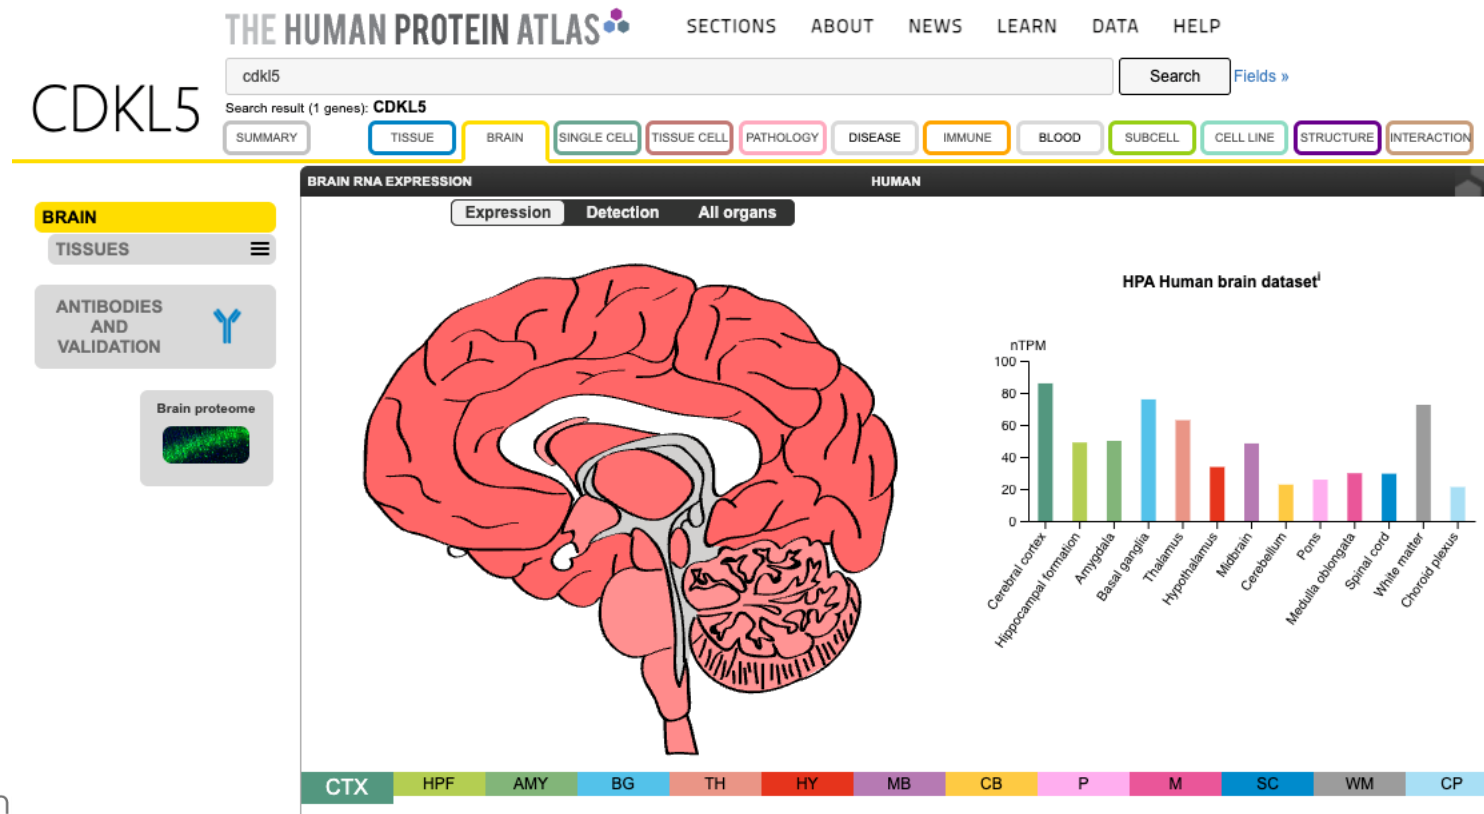 THE HUMAN PROTEIN ATLAS
SECTIONS ABOUT NEWS LEARN DATA HELP
CDKL5
cdkl5
Search
Fields »
Search result (1 genes): CDKL5
SUMMARY TISSUE BRAIN SINGLE CELL TISSUE CELL PATHOLOGY DISEASE IMMUNE BLOOD SUBCELL CELL LINE STRUCTURE INTERACTION
BRAIN RNA EXPRESSION
HUMAN
BRAIN
TISSUES
ANTIBODIES
AND
VALIDATION
Brain proteome
Expression Detection All organs
HPA Human brain dataset i
nTPM
100
80
60
40
20
0
Cerebral cortex
Hippocampal formation
Amygdala
Basal ganglia
Thalamus
Hypothalamus
Midbrain
Cerebellum
Pons
Medulla oblongata
Spinal cord
White matter
Choroid plexus
CTX HPF AMY BG TH HY MB CB P M SC WM CP